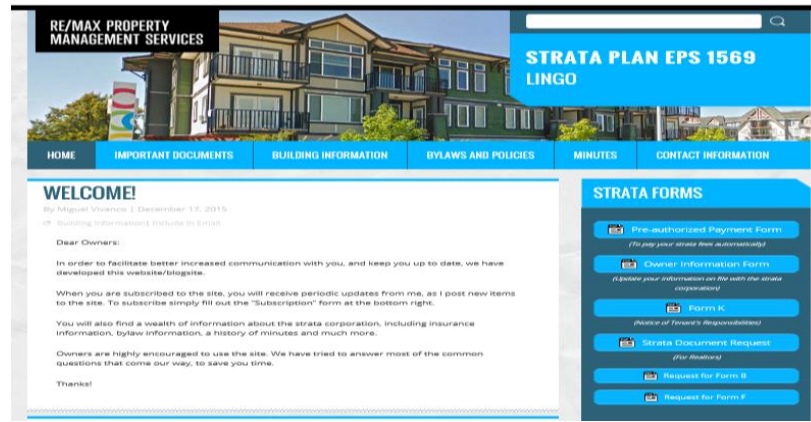 RE/MAX PROPERTY
MANAGEMENT SERVICES
STRATA PLAN EPS 1569
LINGO
HOME IMPORTANT DOCUMENTS BUILDING INFORMATION BYLAWS AND POLICIES MINUTES CONTACT INFORMATION
WELCOME!
By Miguel Vivanco | December 17, 2015
Building Information| Include in Email
Dear Owners:
In order to facilitate better increased communication with you, and keep you up to date, we have
developed this website/blogsite.
When you are subscribed to the site, you will receive periodic updates from me, as I post new items
to the site. To subscribe simply fill out the "Subscription" form at the bottom
right.
You will also find a wealth of information about the strata corporation, including insurance
information, bylaw information, a history of minutes and much more.
Owners are highly encouraged to use the site. We have tried to answer most of the common
questions that come our way, to save you time.
Thanks!
STRATA FORMS
Pre-authorized Payment Form
(To pay your strata fees automatically)
Owner Information Form
(Update your information on file with the strata
corporation)
Form K
(Notice of Tenant's Responsibilities)
Strata Document Request
(For Realtors)
Request for Form B
Request for Form F